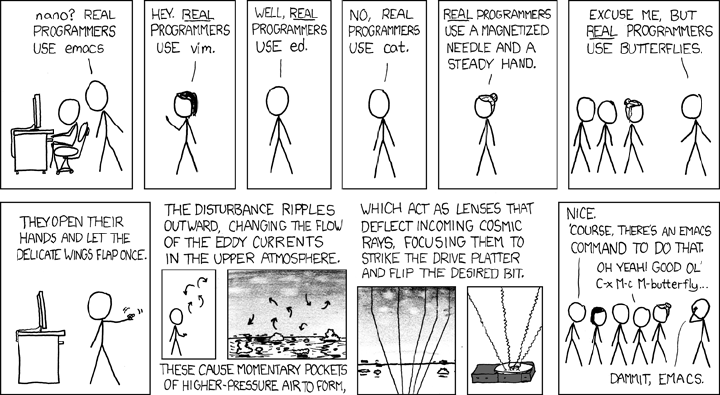 nano? REAL
PROGRAMMERS
USE emacs
HEY. REAL
PROGRAMMERS
USE vim.
WELL, REAL
PROGRAMMERS
USE ed.
NO, REAL
PROGRAMMERS
USE cat.
REAL PROGRAMMERS
USE A MAGNETIZED
NEEDLE AND A
STEADY HAND.
EXCUSE ME, BUT
REAL PROGRAMMERS
USE BUTTERFLIES.
THEY OPEN THEIR
HANDS AND LET THE
DELICATE WINGS FLAP ONCE.
THE DISTURBANCE RIPPLES
OUTWARD, CHANGING THE FLOW
OF THE EDDY CURRENTS
IN THE UPPER ATMOSPHERE.
THESE CAUSE MOMENTARY POCKETS
OF HIGHER-PRESSURE AIR TO FORM,
WHICH ACT AS LENSES THAT
DEFLECT INCOMING COSMIC
RAYS, FOCUSING THEM TO
STRIKE THE DRIVE PLATTER
AND FLIP THE DESIRED BIT.
NICE.
'COURSE, THERE'S AN EMACS
COMMAND TO DO THAT.
OH YEAH! GOOD OL'
C-x M-c M-butterfly...
DAMMIT, EMACS.